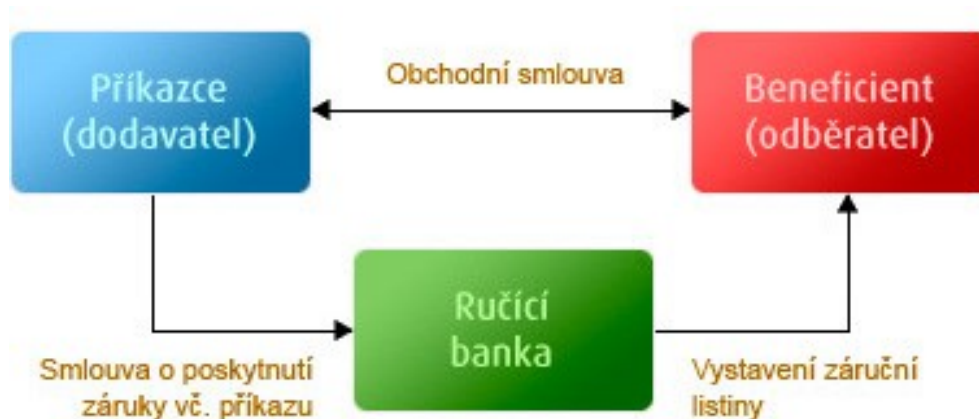 Příkazce
(dodavatel)
Obchodní smlouva
Beneficient
(odběratel)
Ručící
banka
Smlouva o poskytnutí
záruky vč. příkazu
Vystavení záruční
listiny